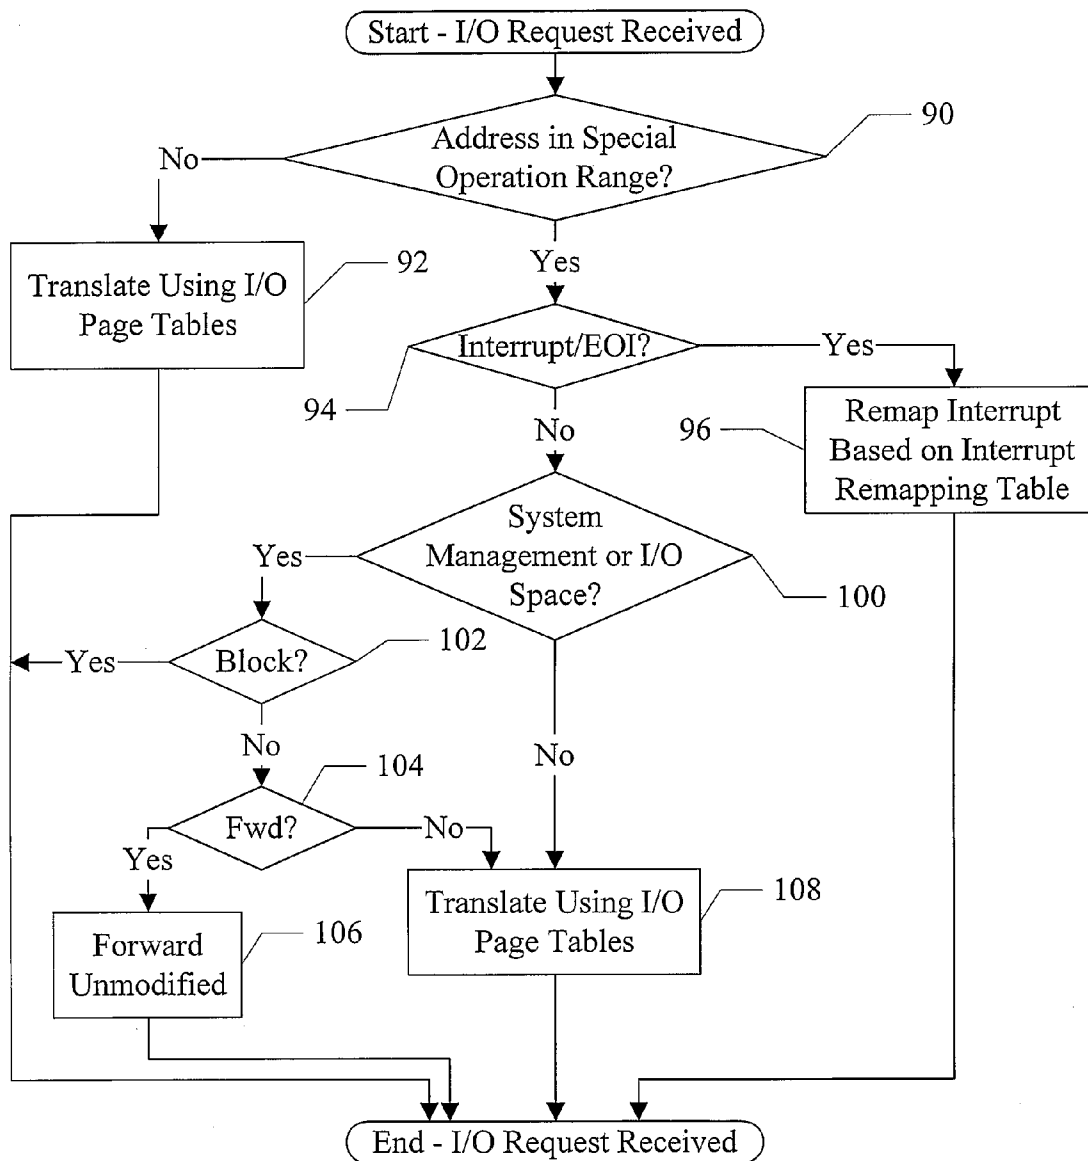 Start - I/O Request Received
90
Address in Special
Operation Range?
No
Yes
92
Translate Using I/O
Page Tables
Interrupt/EOI?
Yes
94
No
96
Remap Interrupt
Based on Interrupt
Remapping Table
System
Management or I/O
Space?
Yes
100
102
Block?
Yes
No
No
104
Fwd?
No
Yes
108
Translate Using I/O
Page Tables
106
Forward
Unmodified
End - I/O Request Received